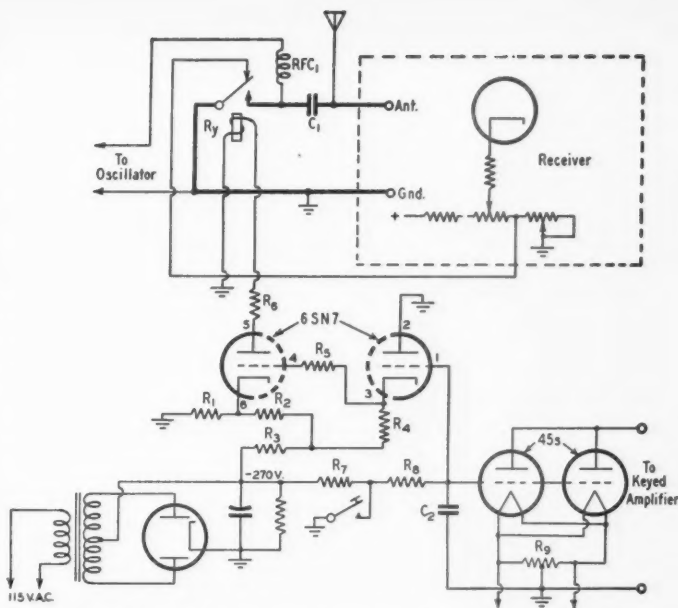 RFC₁
Ant.
C₁
Ry
To
Oscillator
Receiver
Gnd.
+
R₆
6SN7
5
2
4
R₅
1
6
3
R₁
R₂
R₄
R₃
-270V.
R₇
R₈
45s
To
Keyed
Amplifier
C₂
R₉
115 V.A.C.